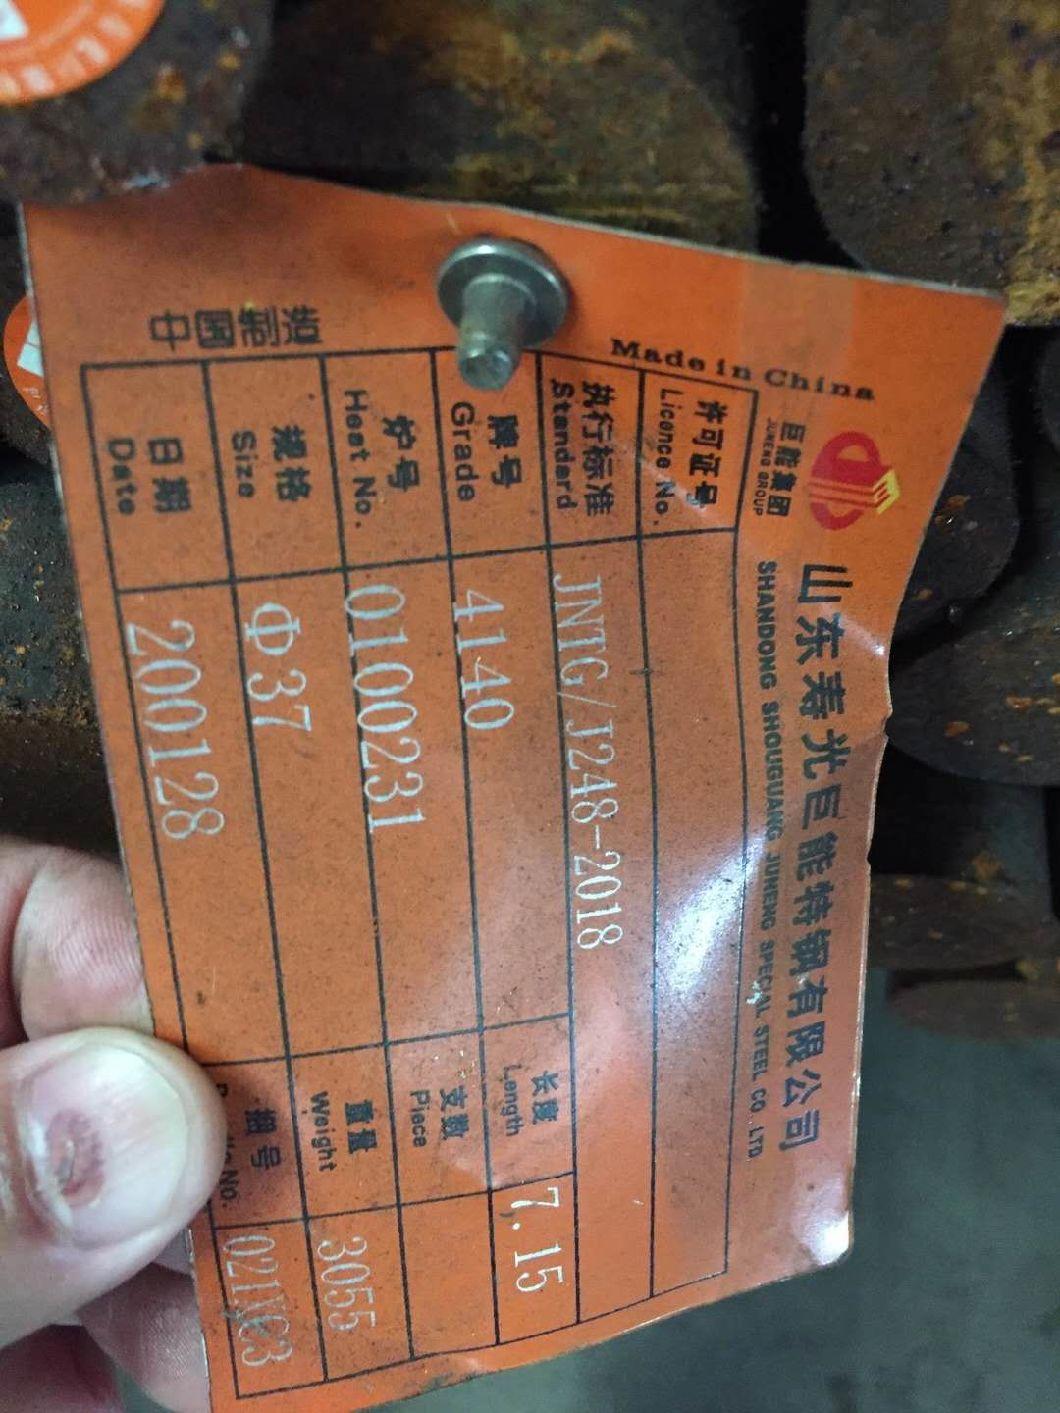 中国制造
Made in China
巨能集团
JUNENG GROUP
山东寿光巨能特钢有限公司
SHANDONG SHOUGUANG JUNENG SPECIAL STEEL CO LTD
许可证号
Licence No.
执行标准
Standard
JNTG/J248-2018
牌号
Grade
4140
长度
Length
7.15
炉号
Heat No.
0100231
支数
Piece
规格
Size
Φ37
重量
Weight
3055
日期
Date
200128
捆号
No.